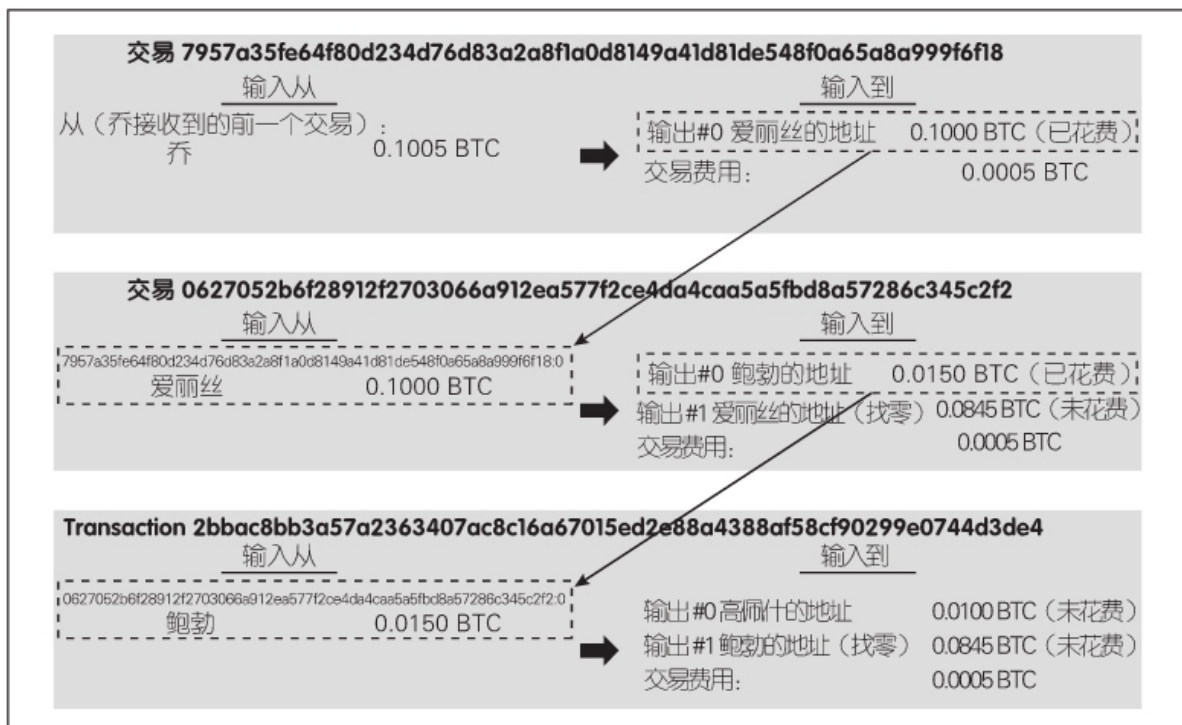 交易 7957a35fe64f80d234d76d83a2a8f1a0d8149a41d81de548f0a65a8a999f6f18
输入从
输入到
从（乔接收到的前一个交易）:
乔 0.1005 BTC
输出#0 爱丽丝的地址 0.1000 BTC（已花费）
交易费用: 0.0005 BTC
交易 0627052b6f28912f2703066a912ea577f2ce4da4caa5a5fbd8a57286c345c2f2
输入从
输入到
7957a35fe64f80d234d76d83a2a8f1a0d8149a41d81de548f0a65a8a999f6f18:0
爱丽丝 0.1000 BTC
输出#0 鲍勃的地址 0.0150 BTC（已花费）
输出#1 爱丽丝的地址（找零） 0.0845 BTC（未花费）
交易费用: 0.0005 BTC
Transaction 2bbac8bb3a57a2363407ac8c16a67015ed2e88a4388af58cf90299e0744d3de4
输入从
输入到
0627052b6f28912f2703066a912ea577f2ce4da4caa5a5fbd8a57286c345c2f2:0
鲍勃 0.0150 BTC
输出#0 高佩什的地址 0.0100 BTC（未花费）
输出#1 鲍勃的地址（找零） 0.0845 BTC（未花费）
交易费用: 0.0005 BTC